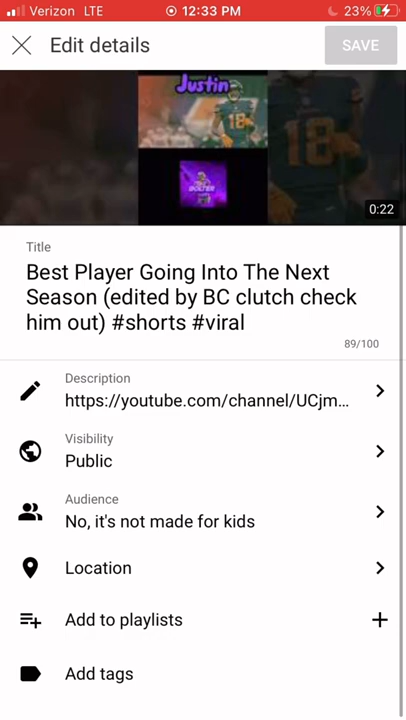 Verizon LTE 12:33 PM 23%
Edit details SAVE
Justin
18
18
BOLTER
0:22
Title
Best Player Going Into The Next
Season (edited by BC clutch check
him out) #shorts #viral
89/100
Description
https://youtube.com/channel/UCjm...
Visibility
Public
Audience
No, it's not made for kids
Location
Add to playlists
Add tags